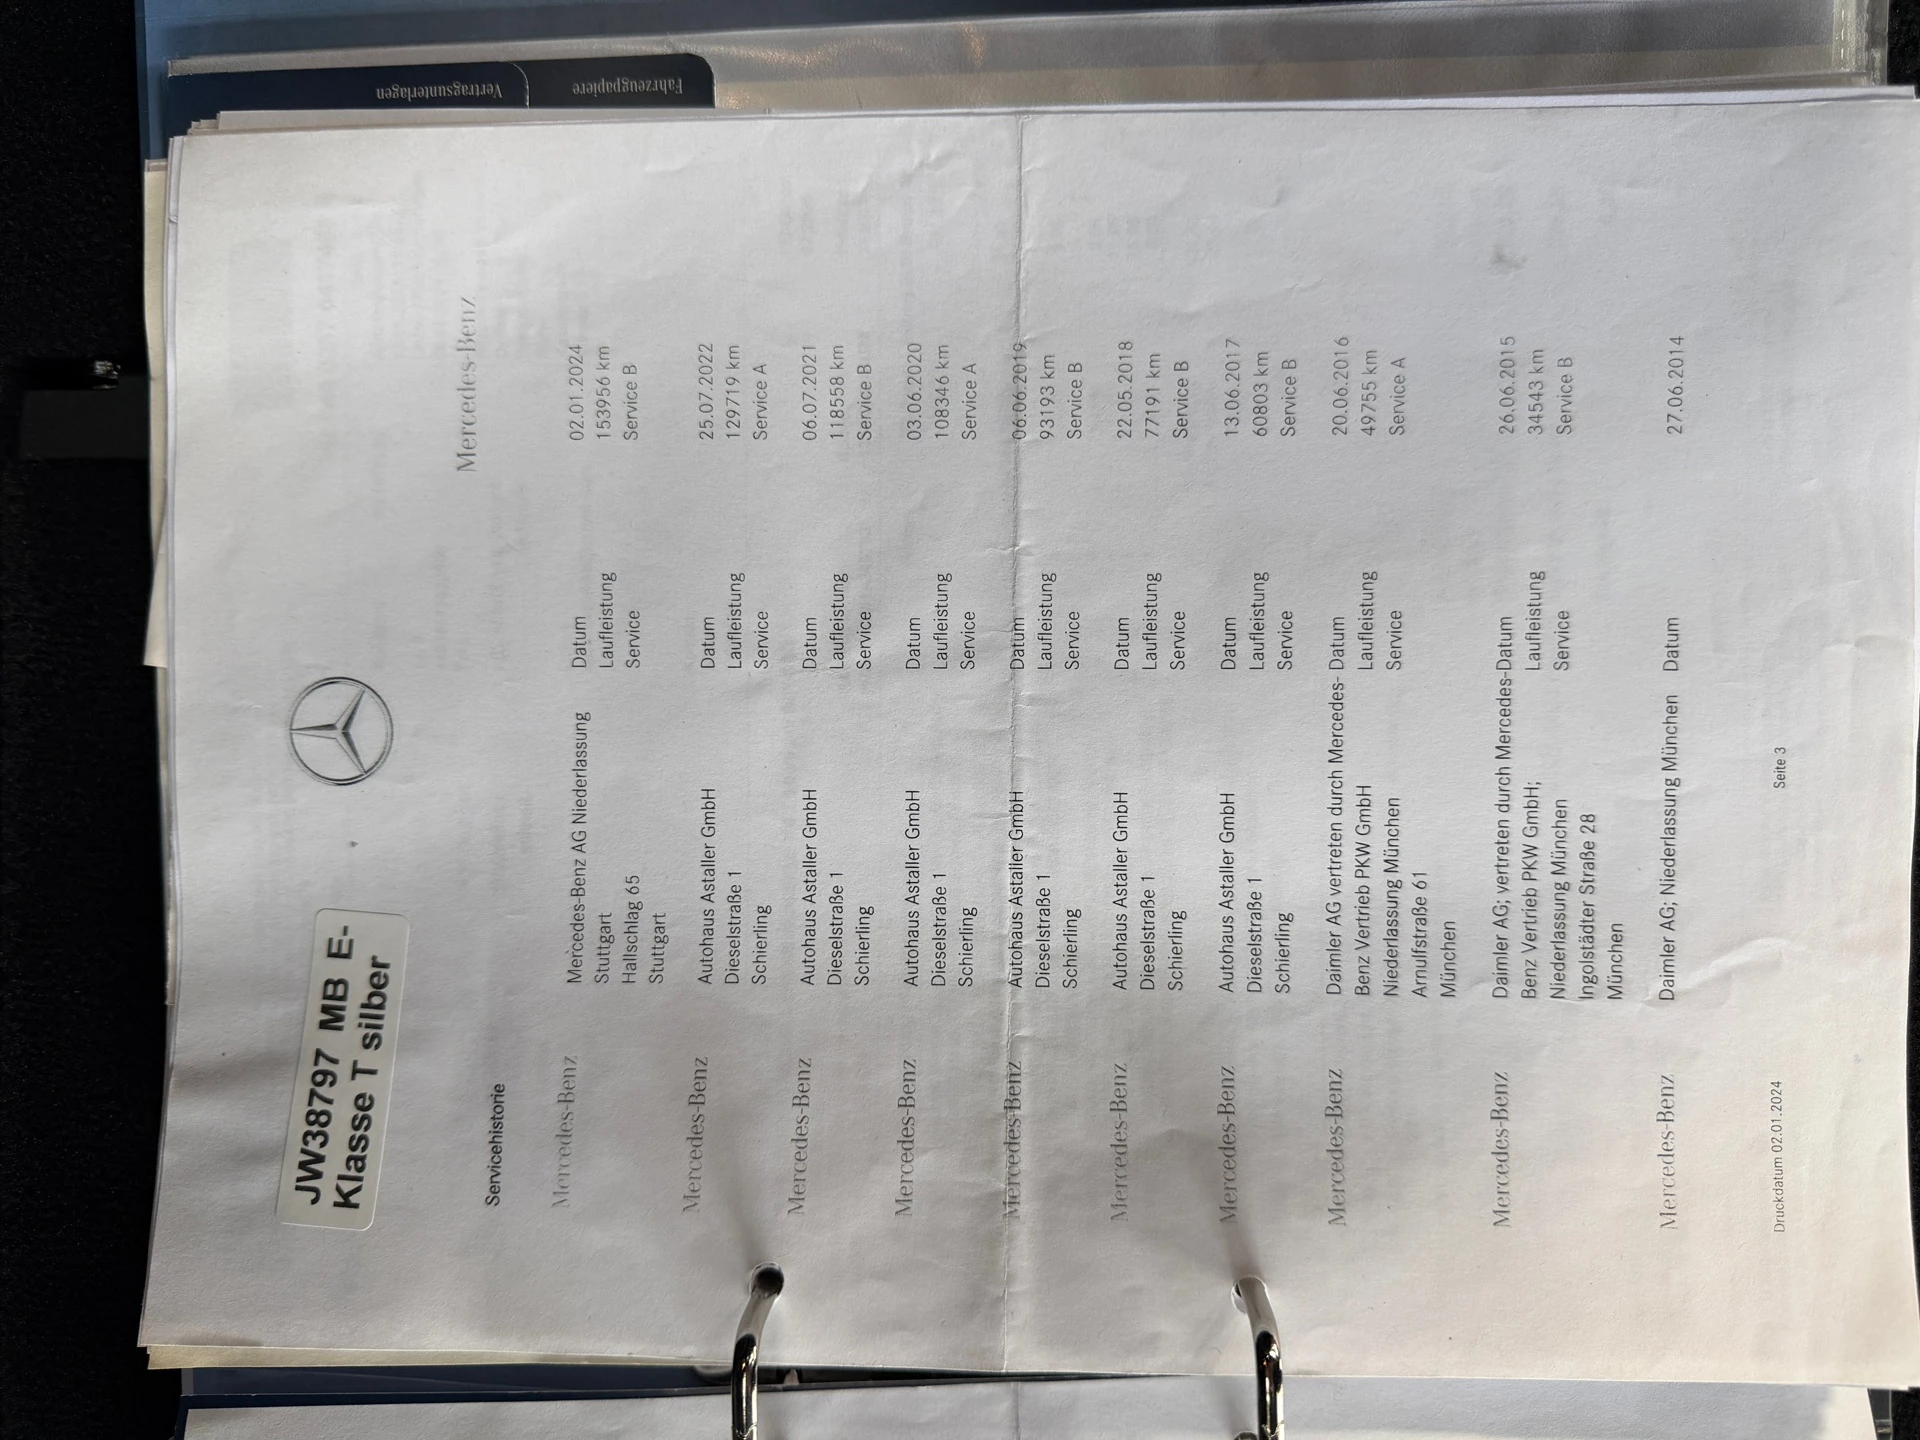 Vertragsunterlagen
Fahrzeugpapiere
JW38797 MB E-
Klasse T silber
Mercedes-Benz
Servicehistorie
Mercedes-Benz
Mercedes-Benz AG Niederlassung
Stuttgart
Hallschlag 65
Stuttgart
Datum 02.01.2024
Laufleistung 153956 km
Service Service B
Mercedes-Benz
Autohaus Astaller GmbH
Dieselstraße 1
Schierling
Datum 25.07.2022
Laufleistung 129719 km
Service Service A
Mercedes-Benz
Autohaus Astaller GmbH
Dieselstraße 1
Schierling
Datum 06.07.2021
Laufleistung 118558 km
Service Service B
Mercedes-Benz
Autohaus Astaller GmbH
Dieselstraße 1
Schierling
Datum 03.06.2020
Laufleistung 108346 km
Service Service A
Mercedes-Benz
Autohaus Astaller GmbH
Dieselstraße 1
Schierling
Datum 06.06.2019
Laufleistung 93193 km
Service Service B
Mercedes-Benz
Autohaus Astaller GmbH
Dieselstraße 1
Schierling
Datum 22.05.2018
Laufleistung 77191 km
Service Service B
Mercedes-Benz
Autohaus Astaller GmbH
Dieselstraße 1
Schierling
Datum 13.06.2017
Laufleistung 60803 km
Service Service B
Mercedes-Benz
Daimler AG vertreten durch Mercedes-
Benz Vertrieb PKW GmbH
Niederlassung München
Arnulfstraße 61
München
Datum 20.06.2016
Laufleistung 49755 km
Service Service A
Mercedes-Benz
Daimler AG; vertreten durch Mercedes-
Benz Vertrieb PKW GmbH;
Niederlassung München
Ingolstädter Straße 28
München
Datum 26.06.2015
Laufleistung 34543 km
Service Service B
Mercedes-Benz
Daimler AG; Niederlassung München
Datum 27.06.2014
Druckdatum 02.01.2024
Seite 3